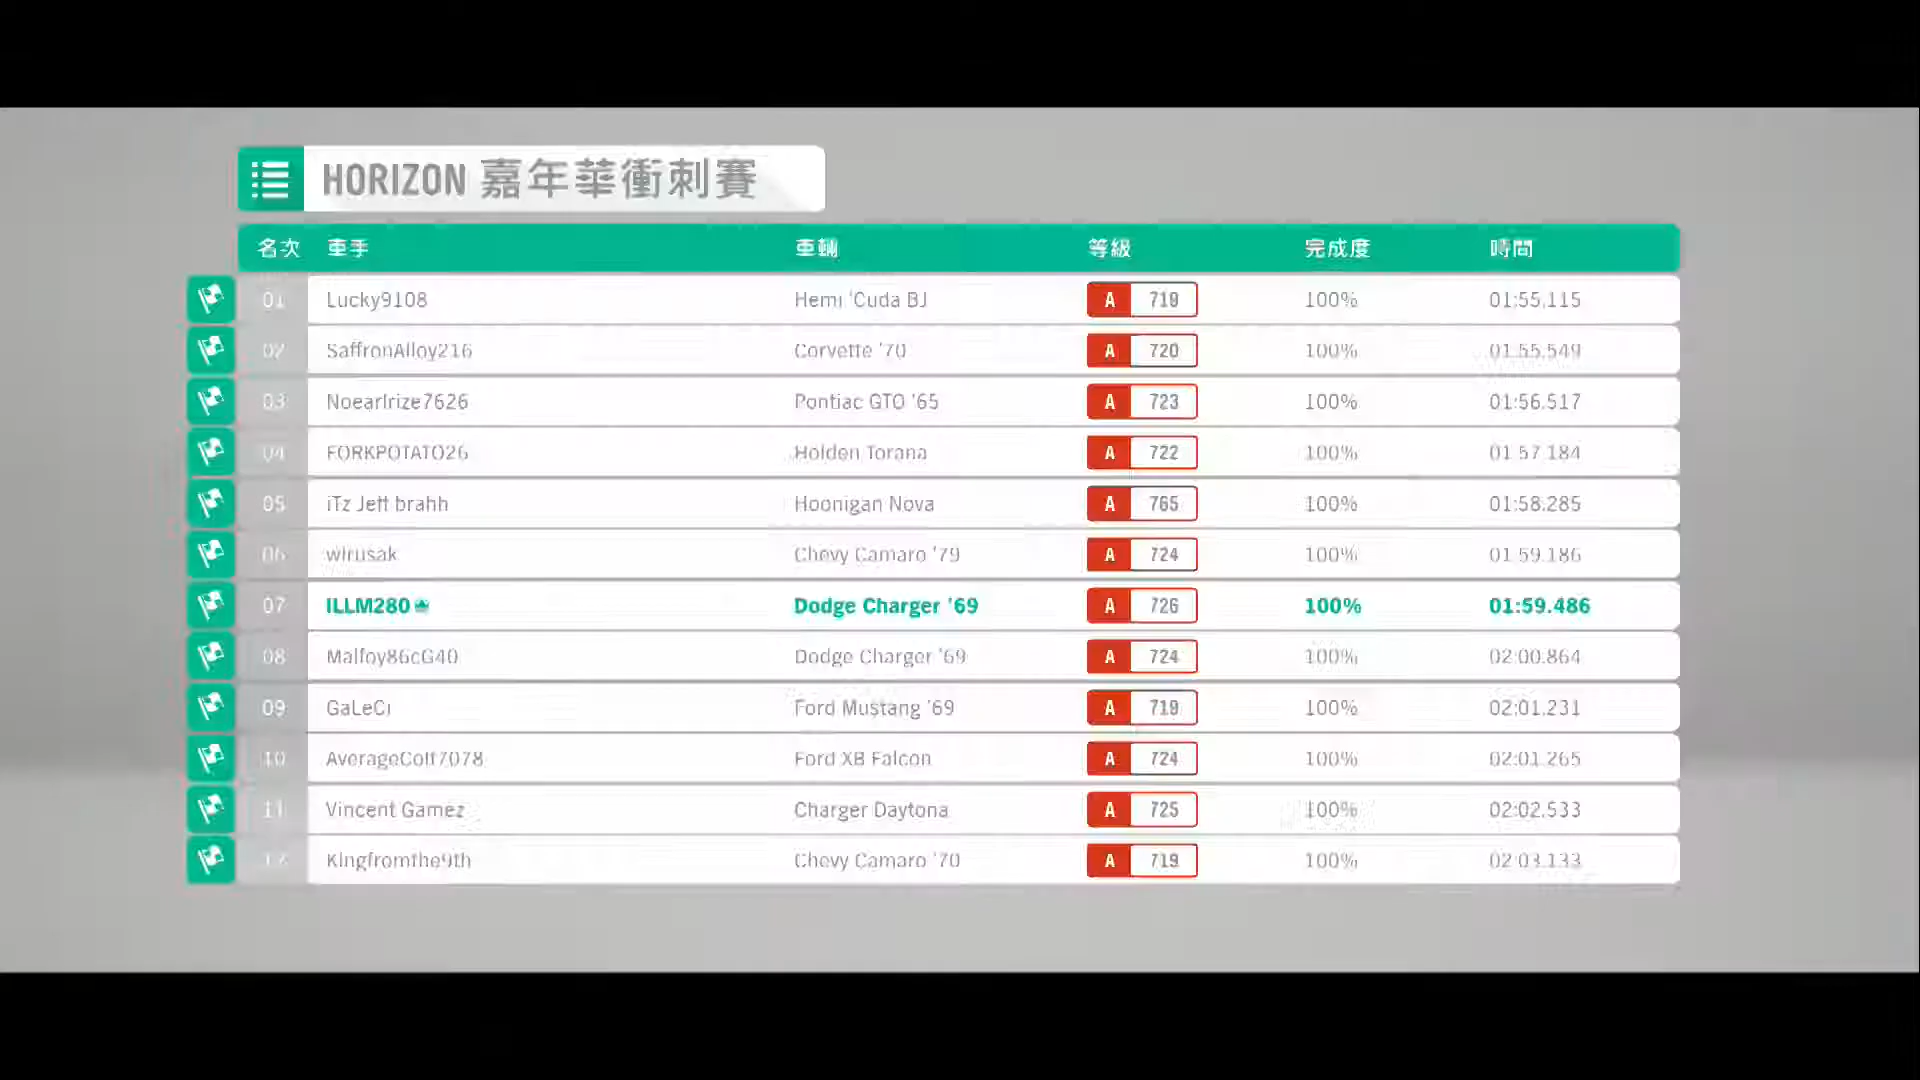 HORIZON 嘉年華衝刺賽
名次 車手 車輛 等級 完成度 時間
01 Lucky9108 Hemi 'Cuda BJ A 719 100% 01:55.115
02 SaffronAlloy216 Corvette '70 A 720 100% 01:55.549
03 NoearIrize7626 Pontiac GTO '65 A 723 100% 01:56.517
04 FORKPOTATO26 Holden Torana A 722 100% 01:57.184
05 iTz Jeff brahh Hoonigan Nova A 765 100% 01:58.285
06 wirusak Chevy Camaro '79 A 724 100% 01:59.186
07 ILLM280 Dodge Charger '69 A 726 100% 01:59.486
08 Malfoy86cG40 Dodge Charger '69 A 724 100% 02:00.864
09 GaLeCi Ford Mustang '69 A 719 100% 02:01.231
10 AverageColt7078 Ford XB Falcon A 724 100% 02:01.265
11 Vincent Gamez Charger Daytona A 725 100% 02:02.533
12 Kingfromthe9th Chevy Camaro '70 A 719 100% 02:03.133